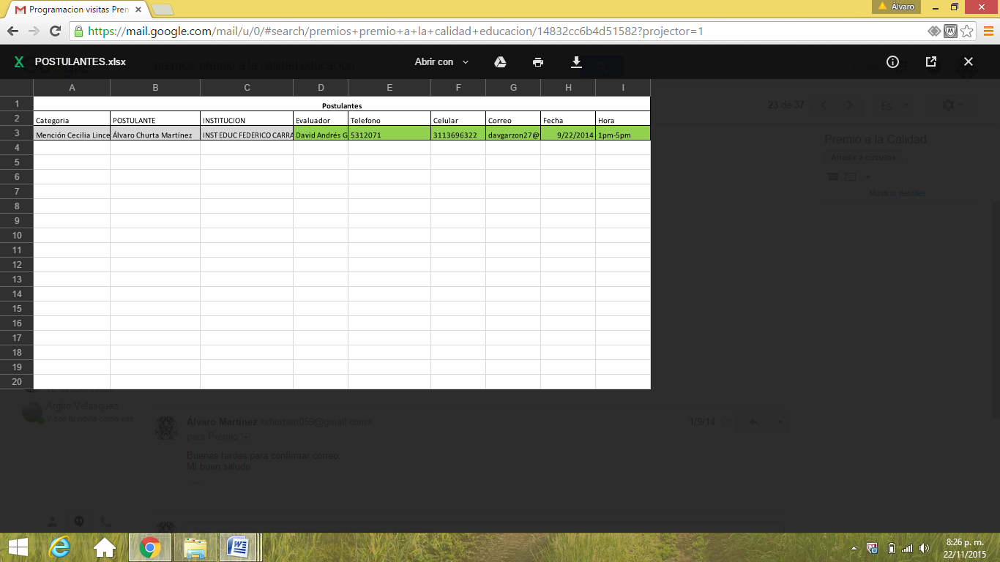 Programacion visitas Prem
Álvaro
https://mail.google.com/mail/u/0/#search/premios+premio+a+la+calidad+educacion/14832cc6b4d51582?projector=1
POSTULANTES.xlsx
premios premio a la calidad educacion
Abrir con
A B C D E F G H I
1 Postulantes
2 Categoria POSTULANTE INSTITUCION Evaluador Telefono Celular Correo Fecha Hora
3 Mención Cecilia Lince Álvaro Churta Martínez INST EDUC FEDERICO CARRA David Andrés G 5312071 3113696322 davgarzon27@ 9/22/2014 1pm-5pm
4
5
6
7
8
9
10
11
12
13
14
15
16
17
18
19
20
23 de 37
Es
Premio a la Calidad
Añadir a círculos
Mostrar detalles
Argiro Velasquez
Y con tu novia como vas
Álvaro Martinez <churtam059@gmail.com>
1/9/14
para Premio
Buenas tardes,para confirmar correo.
Mi buen saludo
8:26 p. m.
22/11/2015